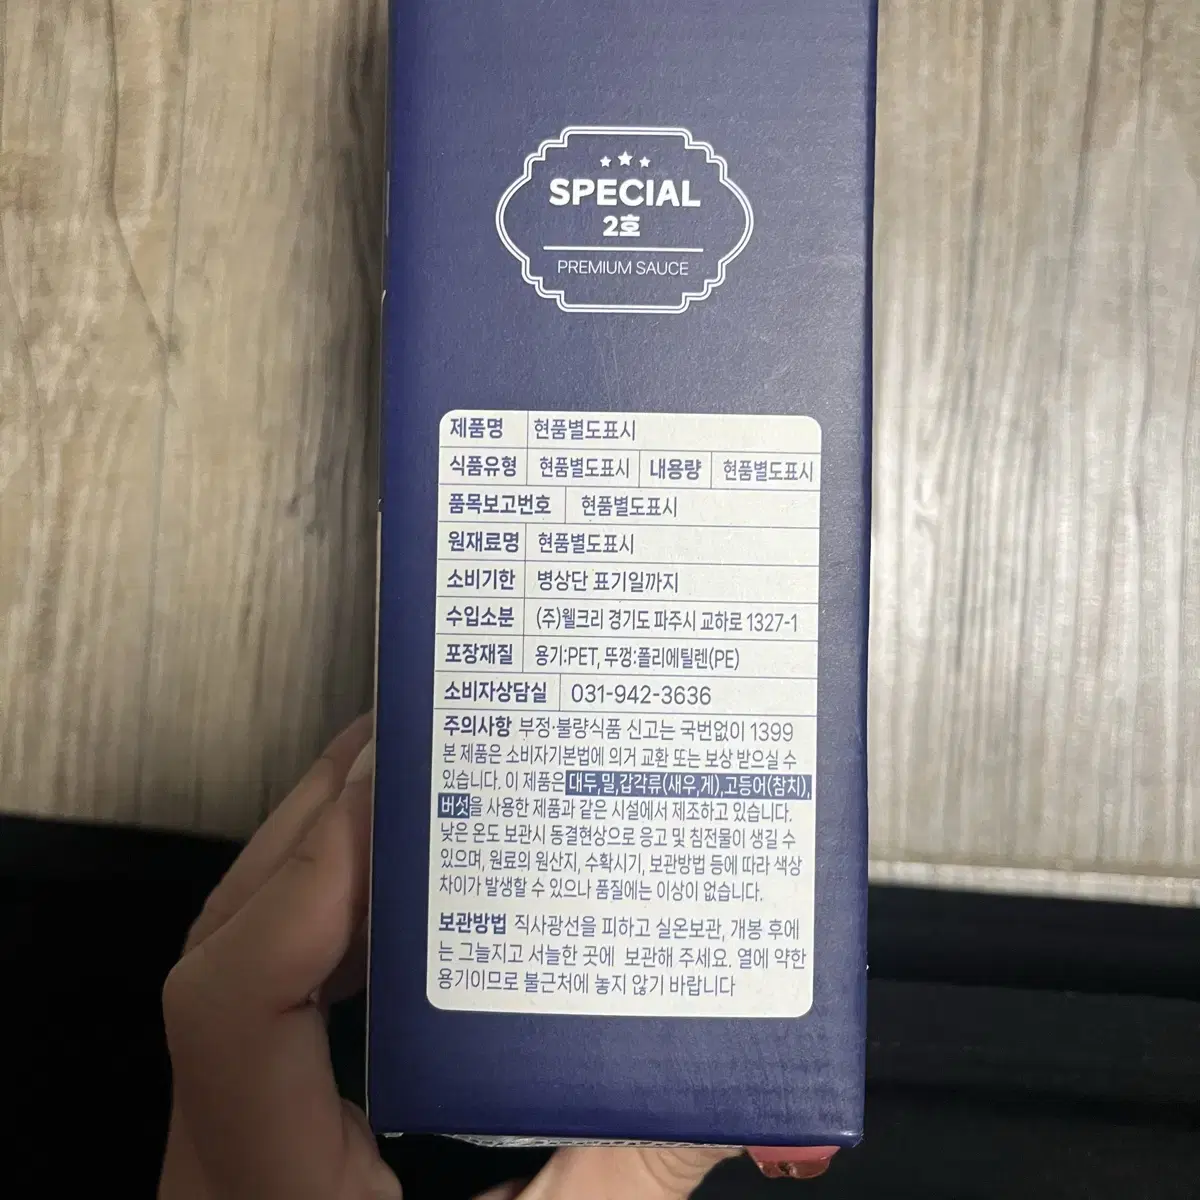 SPECIAL
2호
PREMIUM SAUCE
제품명 현품별도표시
식품유형 현품별도표시 내용량 현품별도표시
품목보고번호 현품별도표시
원재료명 현품별도표시
소비기한 병상단 표기일까지
수입소분 (주)웰크리 경기도 파주시 교하로 1327-1
포장재질 용기:PET, 뚜껑:폴리에틸렌(PE)
소비자상담실 031-942-3636
주의사항 부정·불량식품 신고는 국번없이 1399
본 제품은 소비자기본법에 의거 교환 또는 보상 받으실 수
있습니다. 이 제품은 대두,밀,갑각류(새우,게),고등어(참치),
버섯을 사용한 제품과 같은 시설에서 제조하고 있습니다.
낮은 온도 보관시 동결현상으로 응고 및 침전물이 생길 수
있으며, 원료의 원산지, 수확시기, 보관방법 등에 따라 색상
차이가 발생할 수 있으나 품질에는 이상이 없습니다.
보관방법 직사광선을 피하고 실온보관, 개봉 후에
는 그늘지고 서늘한 곳에 보관해 주세요. 열에 약한
용기이므로 불근처에 놓지 않기 바랍니다